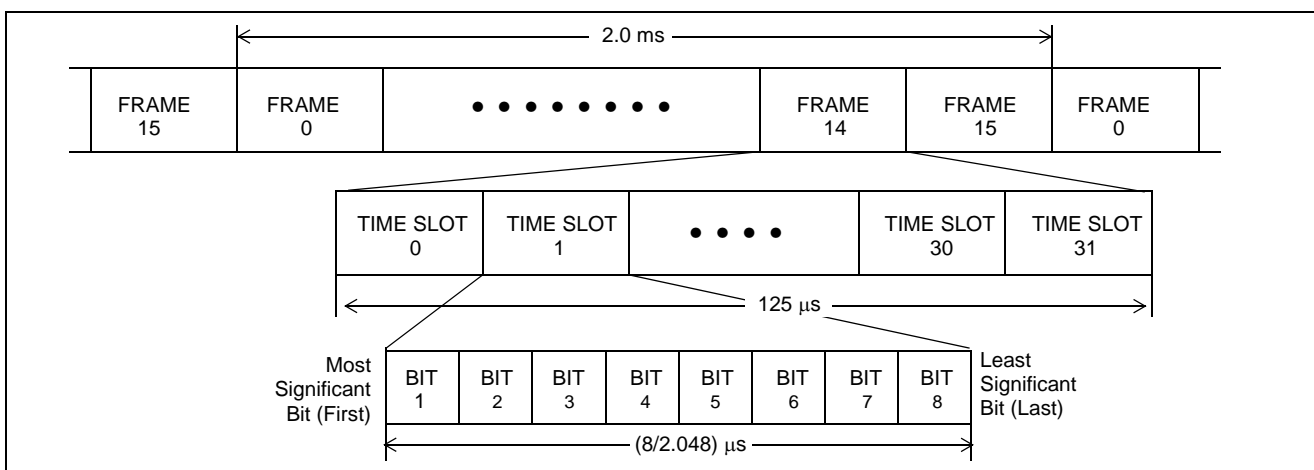 2.0 ms
FRAME
15
FRAME
0
FRAME
14
FRAME
15
FRAME
0
TIME SLOT
0
TIME SLOT
1
TIME SLOT
30
TIME SLOT
31
125 μs
Most
Significant
Bit (First)
BIT
1
BIT
2
BIT
3
BIT
4
BIT
5
BIT
6
BIT
7
BIT
8
Least
Significant
Bit (Last)
(8/2.048) μs